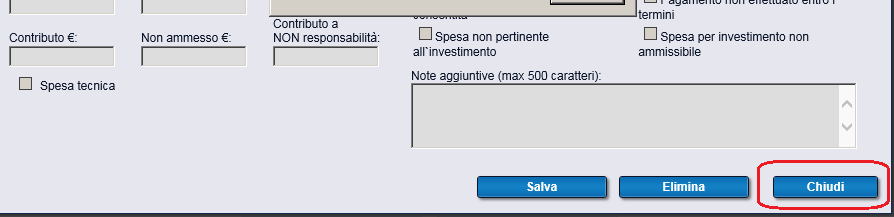 Contributo a
consentita
Pagamento non effettuato entro i
termini
Contributo €:
Non ammesso €:
NON responsabilità:
Spesa non pertinente
all`investimento
Spesa per investimento non
ammissibile
Spesa tecnica
Note aggiuntive (max 500 caratteri):
Salva
Elimina
Chiudi